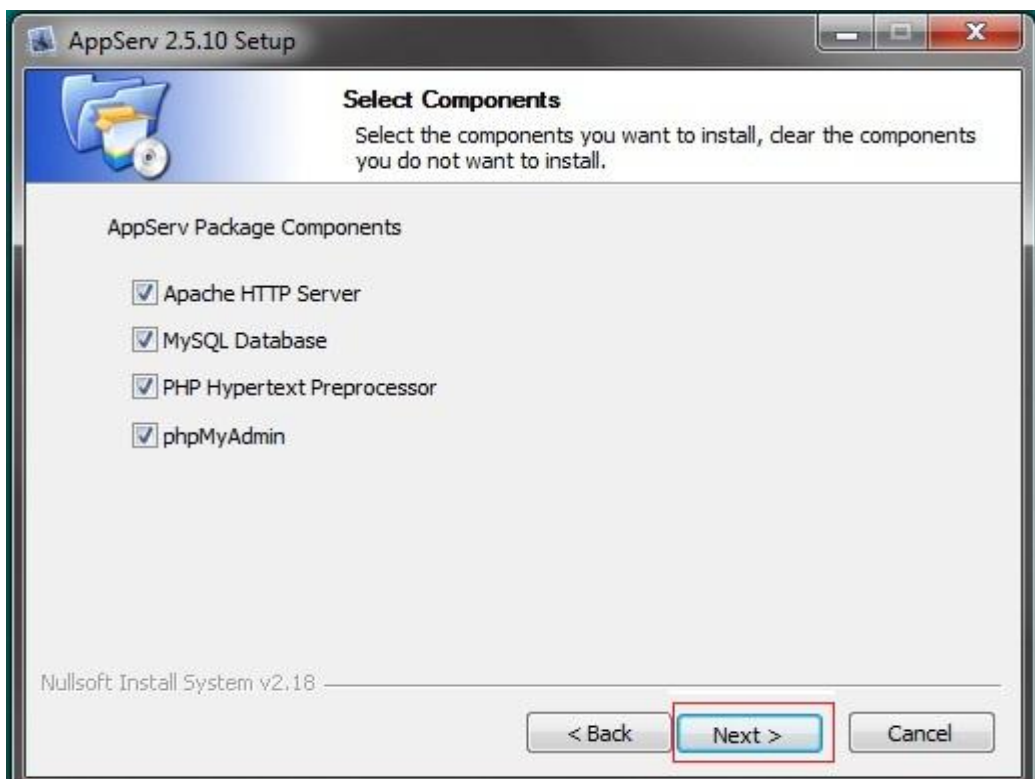 AppServ 2.5.10 Setup
Select Components
Select the components you want to install, clear the components
you do not want to install.
AppServ Package Components
Apache HTTP Server
MySQL Database
PHP Hypertext Preprocessor
phpMyAdmin
Nullsoft Install System v2.18
< Back
Next >
Cancel